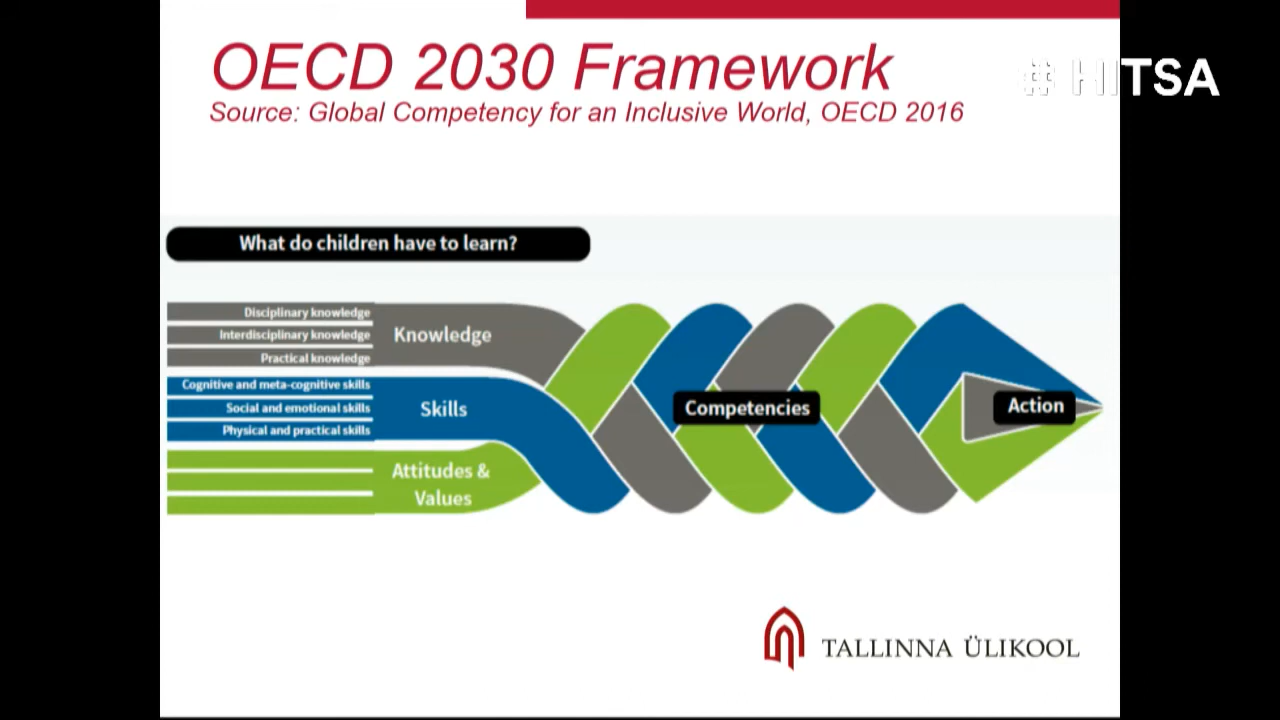 OECD 2030 Framework
Source: Global Competency for an Inclusive World, OECD 2016
# HITSA
What do children have to learn?
Disciplinary knowledge
Interdisciplinary knowledge
Practical knowledge
Knowledge
Cognitive and meta-cognitive skills
Social and emotional skills
Physical and practical skills
Skills
Attitudes &
Values
Competencies
Action
TALLINNA ÜLIKOOL